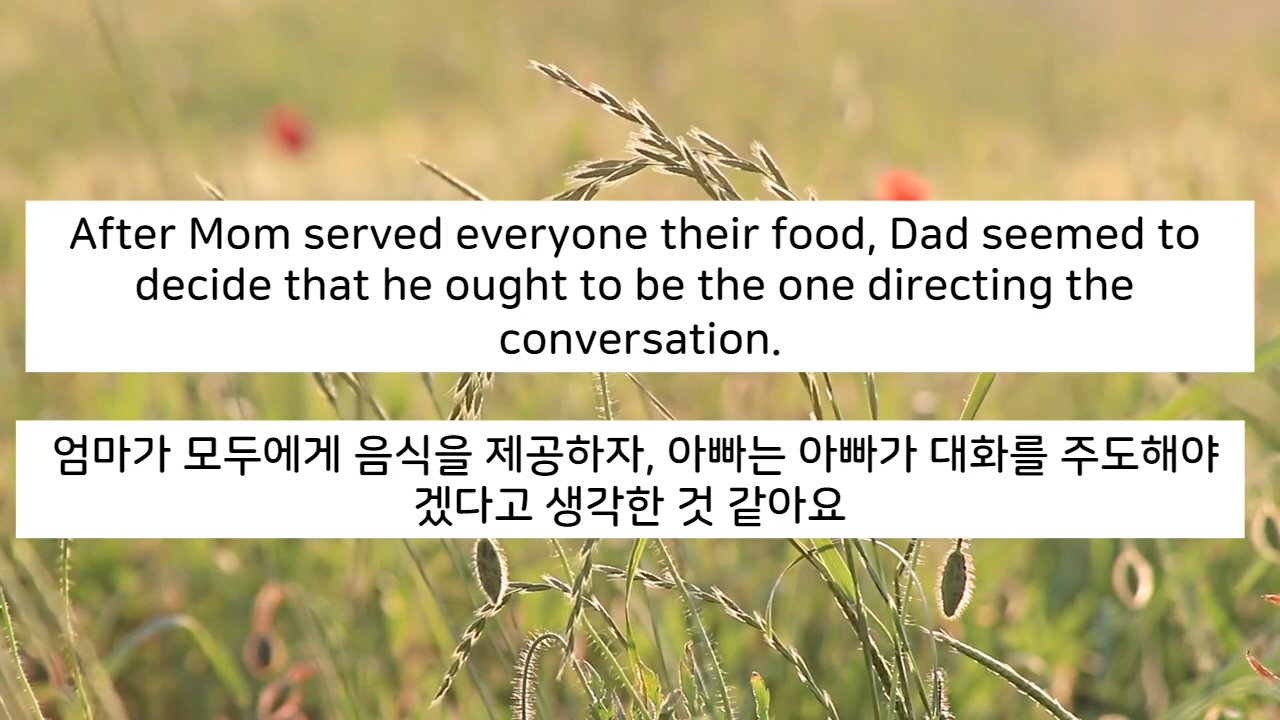 After Mom served everyone their food, Dad seemed to
decide that he ought to be the one directing the
conversation.
엄마가 모두에게 음식을 제공하자, 아빠는 아빠가 대화를 주도해야
겠다고 생각한 것 같아요